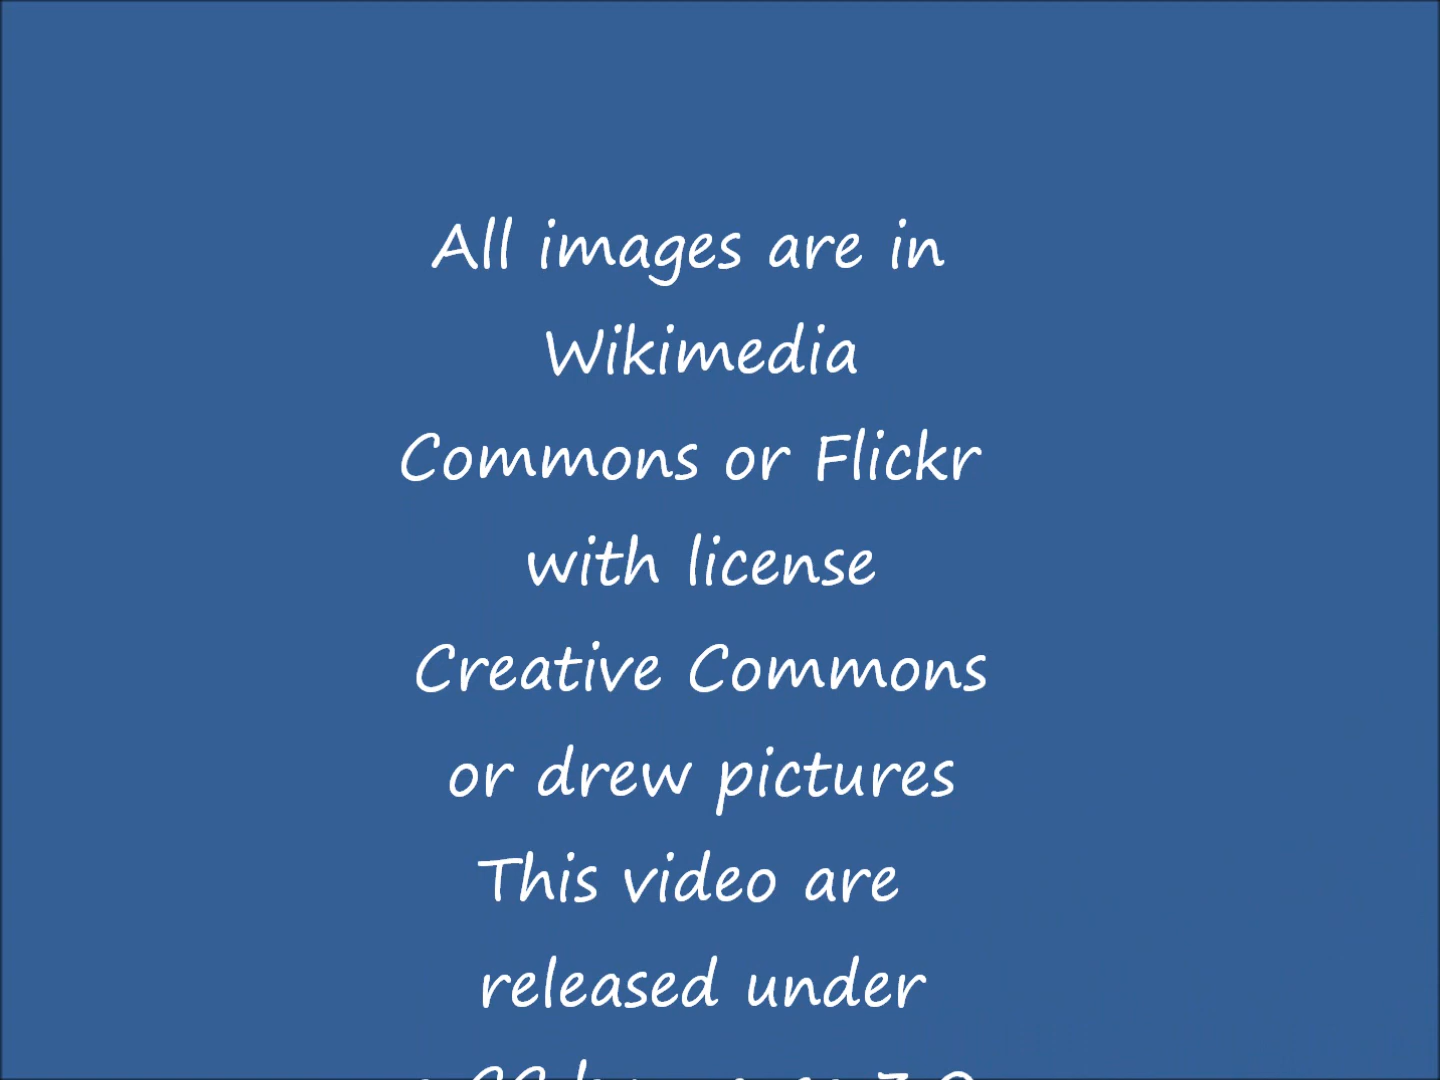 All images are in
Wikimedia
Commons or Flickr
with license
Creative Commons
or drew pictures
This video are
released under